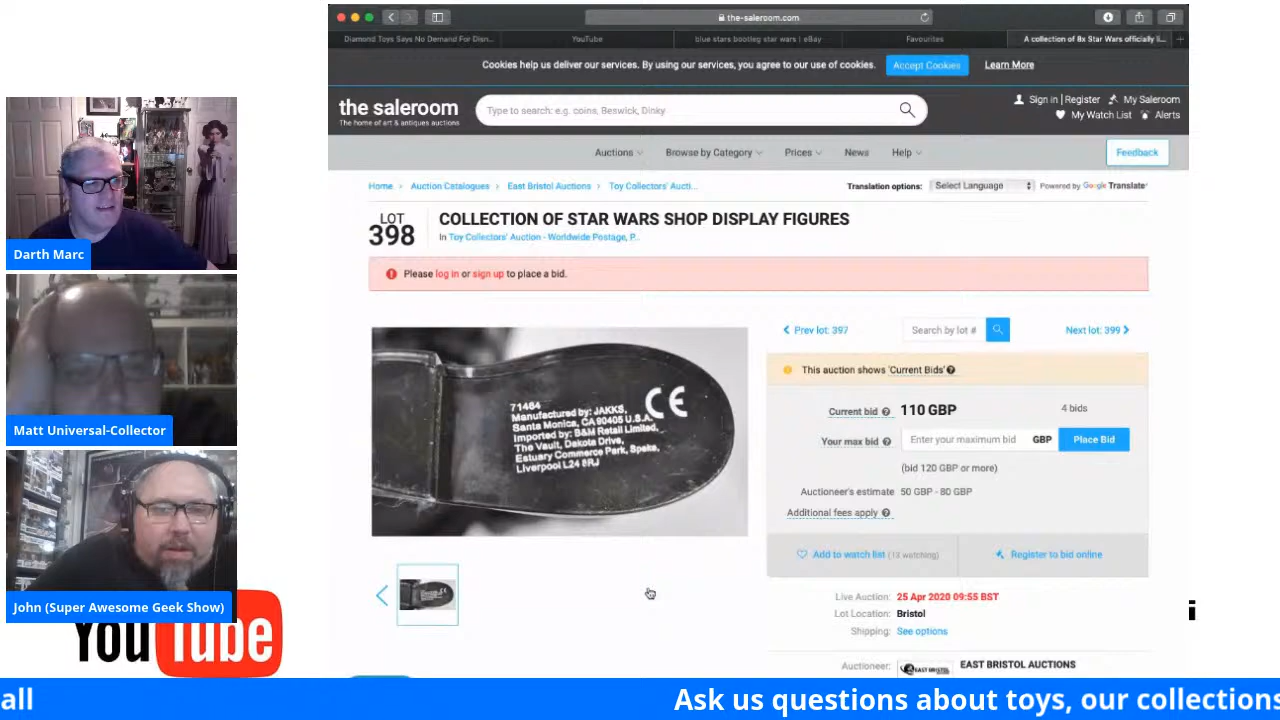 the-saleroom.com
Diamond Toys Says No Demand For Disn...
YouTube
blue stars bootleg star wars | eBay
Favourites
A collection of 8x Star Wars officially li...
Cookies help us deliver our services. By using our services, you agree to our use of cookies.
Accept Cookies
Learn More
the saleroom
The home of art & antiques auctions
Type to search: e.g. coins, Beswick, Dinky
Sign in | Register
My Saleroom
My Watch List
Alerts
Auctions
Browse by Category
Prices
News
Help
Feedback
Home > Auction Catalogues > East Bristol Auctions > Toy Collectors' Aucti...
Translation options:
Select Language
Powered by Google Translate
LOT
398
COLLECTION OF STAR WARS SHOP DISPLAY FIGURES
In Toy Collectors' Auction - Worldwide Postage, P...
Please log in or sign up to place a bid.
Prev lot: 397
Search by lot #
Next lot: 399
This auction shows 'Current Bids'
Current bid
110 GBP
4 bids
Your max bid
Enter your maximum bid
GBP
Place Bid
(bid 120 GBP or more)
Auctioneer's estimate
50 GBP - 80 GBP
Additional fees apply
Add to watch list (13 watching)
Register to bid online
Live Auction:
25 Apr 2020 09:55 BST
Lot Location:
Bristol
Shipping:
See options
Auctioneer:
EAST BRISTOL
EAST BRISTOL AUCTIONS
71464
Manufactured by: JAKKS,
Santa Monica, CA 90405 U.S.A.
Imported by: B&M Retail Limited.
The Vault, Dakota Drive,
Estuary Commerce Park, Speke,
Liverpool L24 8RJ
CE
Darth Marc
Matt Universal-Collector
John (Super Awesome Geek Show)
YouTube
i
all
Ask us questions about toys, our collections